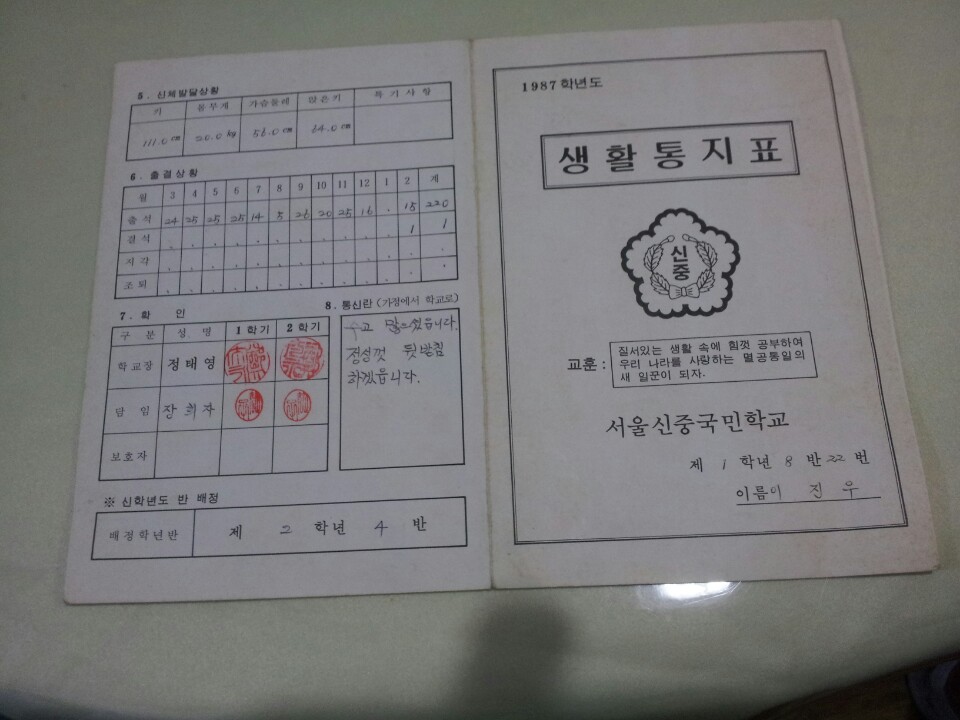 5. 신체발달상황
키 몸무게 가슴둘레 앉은키 특기사항
111.0 cm 20.0 kg 56.0 cm 64.0 cm
6. 출결상황
월 3 4 5 6 7 8 9 10 11 12 1 2 계
출석 24 25 25 25 14 5 26 20 25 16 . 15 220
결석 . . . . . . . . . . . 1 1
지각 . . . . . . . . . . . . .
조퇴 . . . . . . . . . . . . .
7. 확 인
구분 성명 1학기 2학기
학교장 정태영
담임 장희자
보호자
8. 통신란 (가정에서 학교로)
수고 많으셨읍니다.
정성껏 뒷받침
하겠읍니다.
※ 신학년도 반 배정
배정학년반 제 2 학년 4 반
1987학년도
생활통지표
신중
교훈 : 질서있는 생활 속에 힘껏 공부하여
우리 나라를 사랑하는 멸공통일의
새 일꾼이 되자.
서울신중국민학교
제 1 학년 8 반 22 번
이름 이 진 우